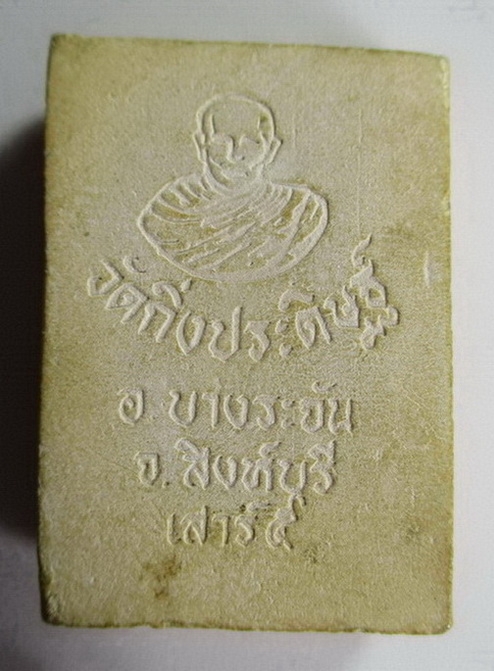 วัดกิ่งประดิษฐ์
อ. บางระจัน
จ. สิงห์บุรี
เสาร์ ๕